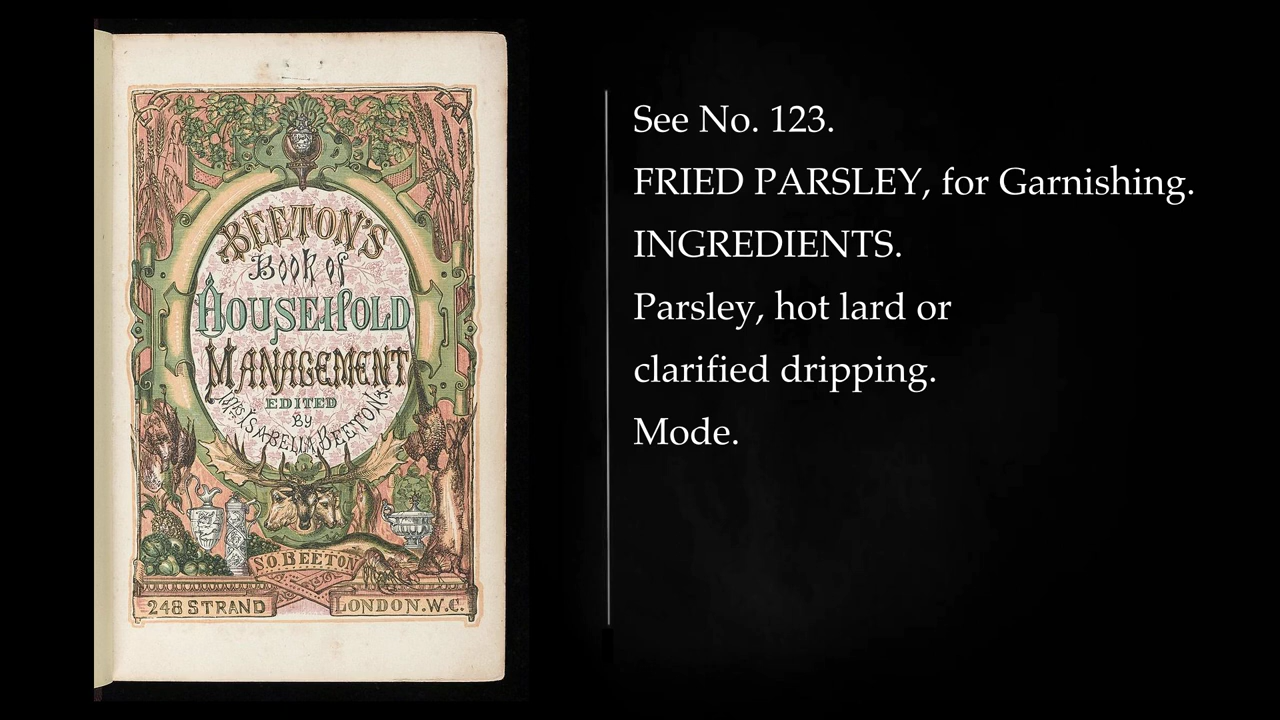 BEETON'S
Book of
HOUSEHOLD
MANAGEMENT
EDITED
BY
MRS ISABELLA BEETON
S.O. BEETON
248 STRAND
LONDON. W.C.
See No. 123.
FRIED PARSLEY, for Garnishing.
INGREDIENTS.
Parsley, hot lard or
clarified dripping.
Mode.